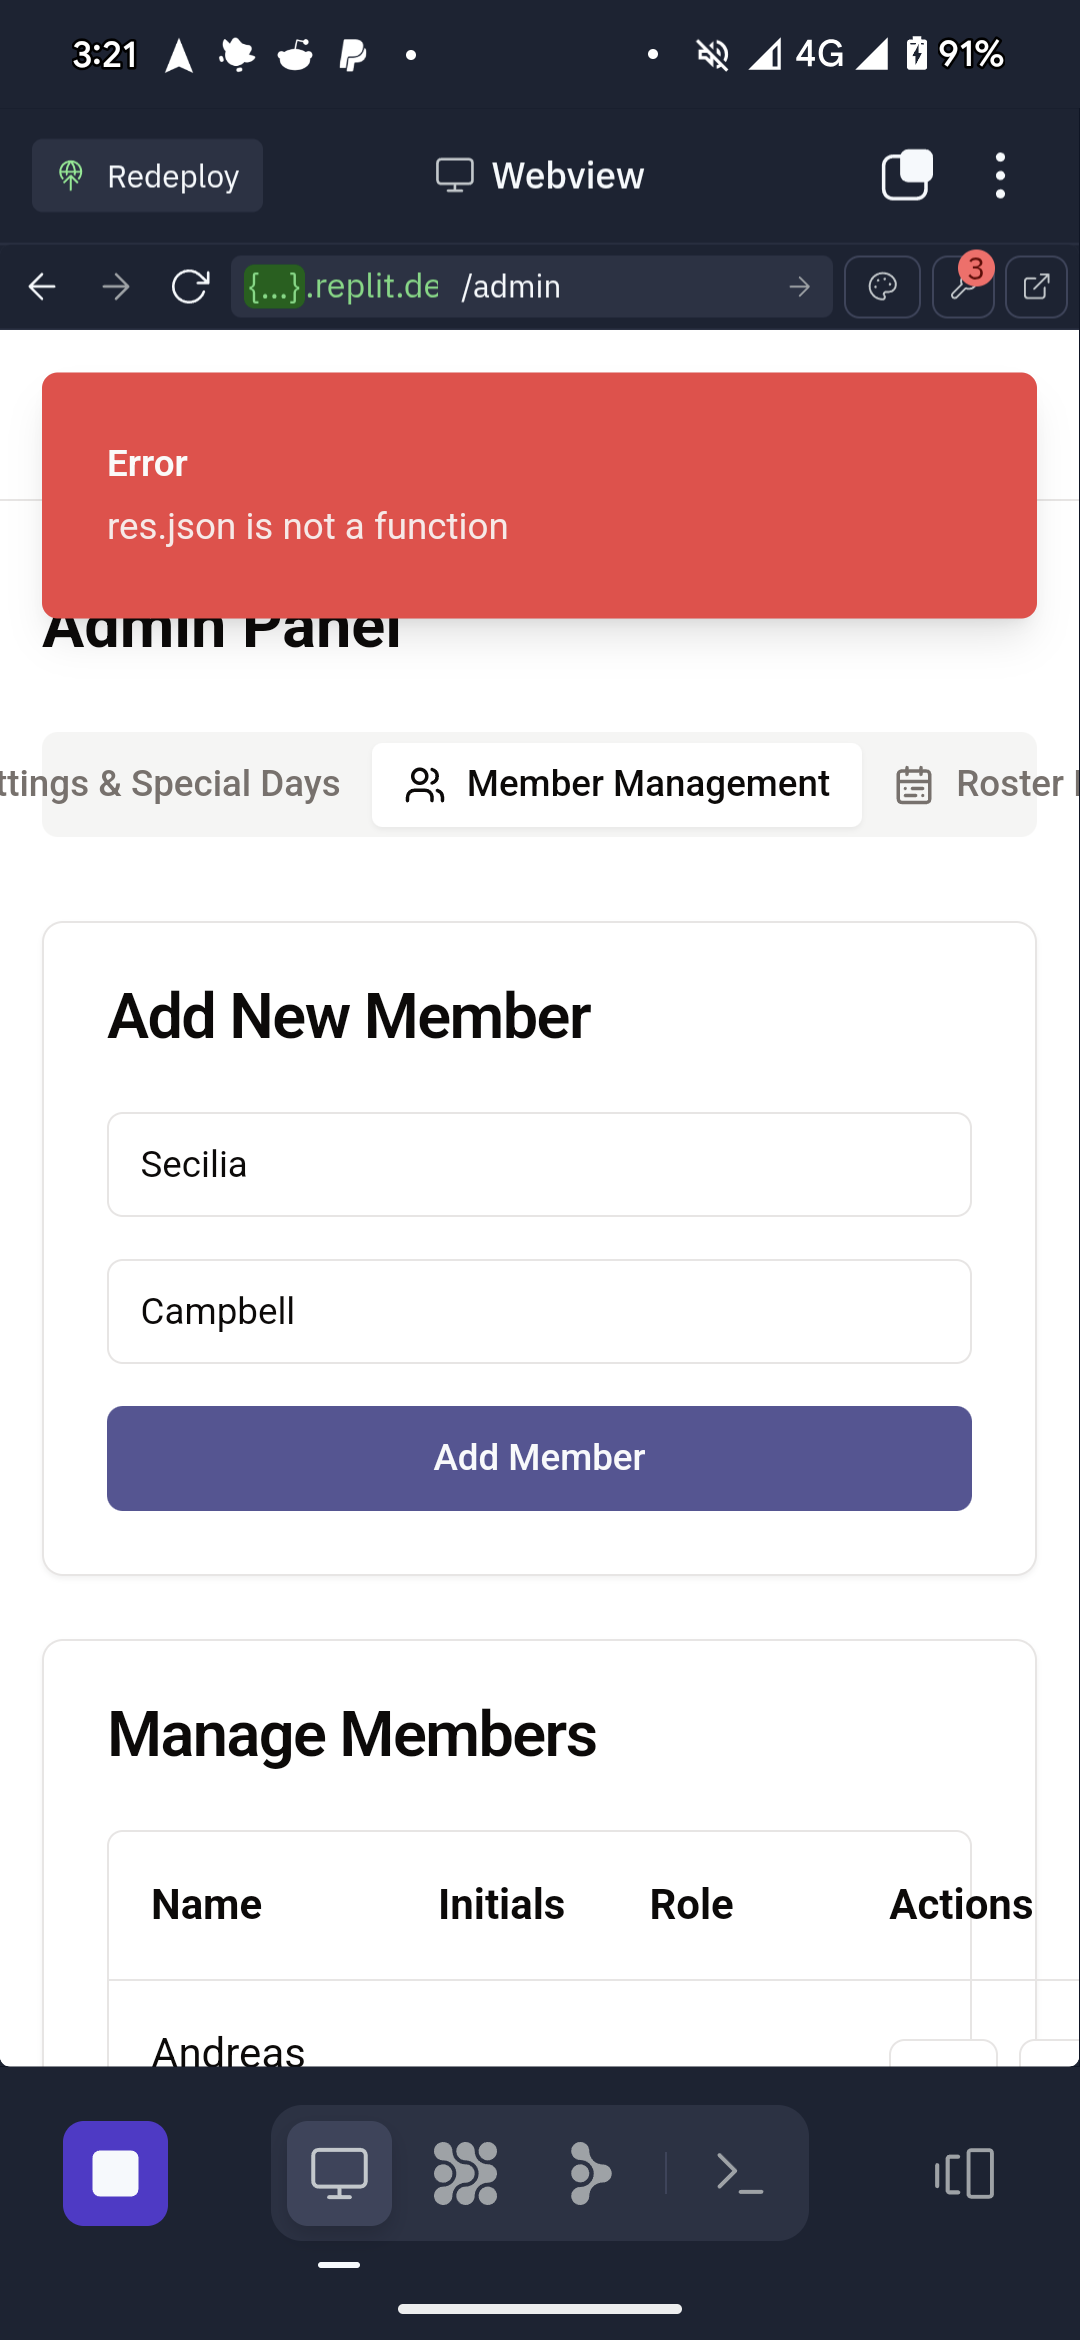 3:21
4G
91%
Redeploy
Webview
{...}.replit.de /admin
3
Error
res.json is not a function
Admin Panel
ttings & Special Days
Member Management
Roster
Add New Member
Secilia
Campbell
Add Member
Manage Members
Name Initials Role Actions
Andreas